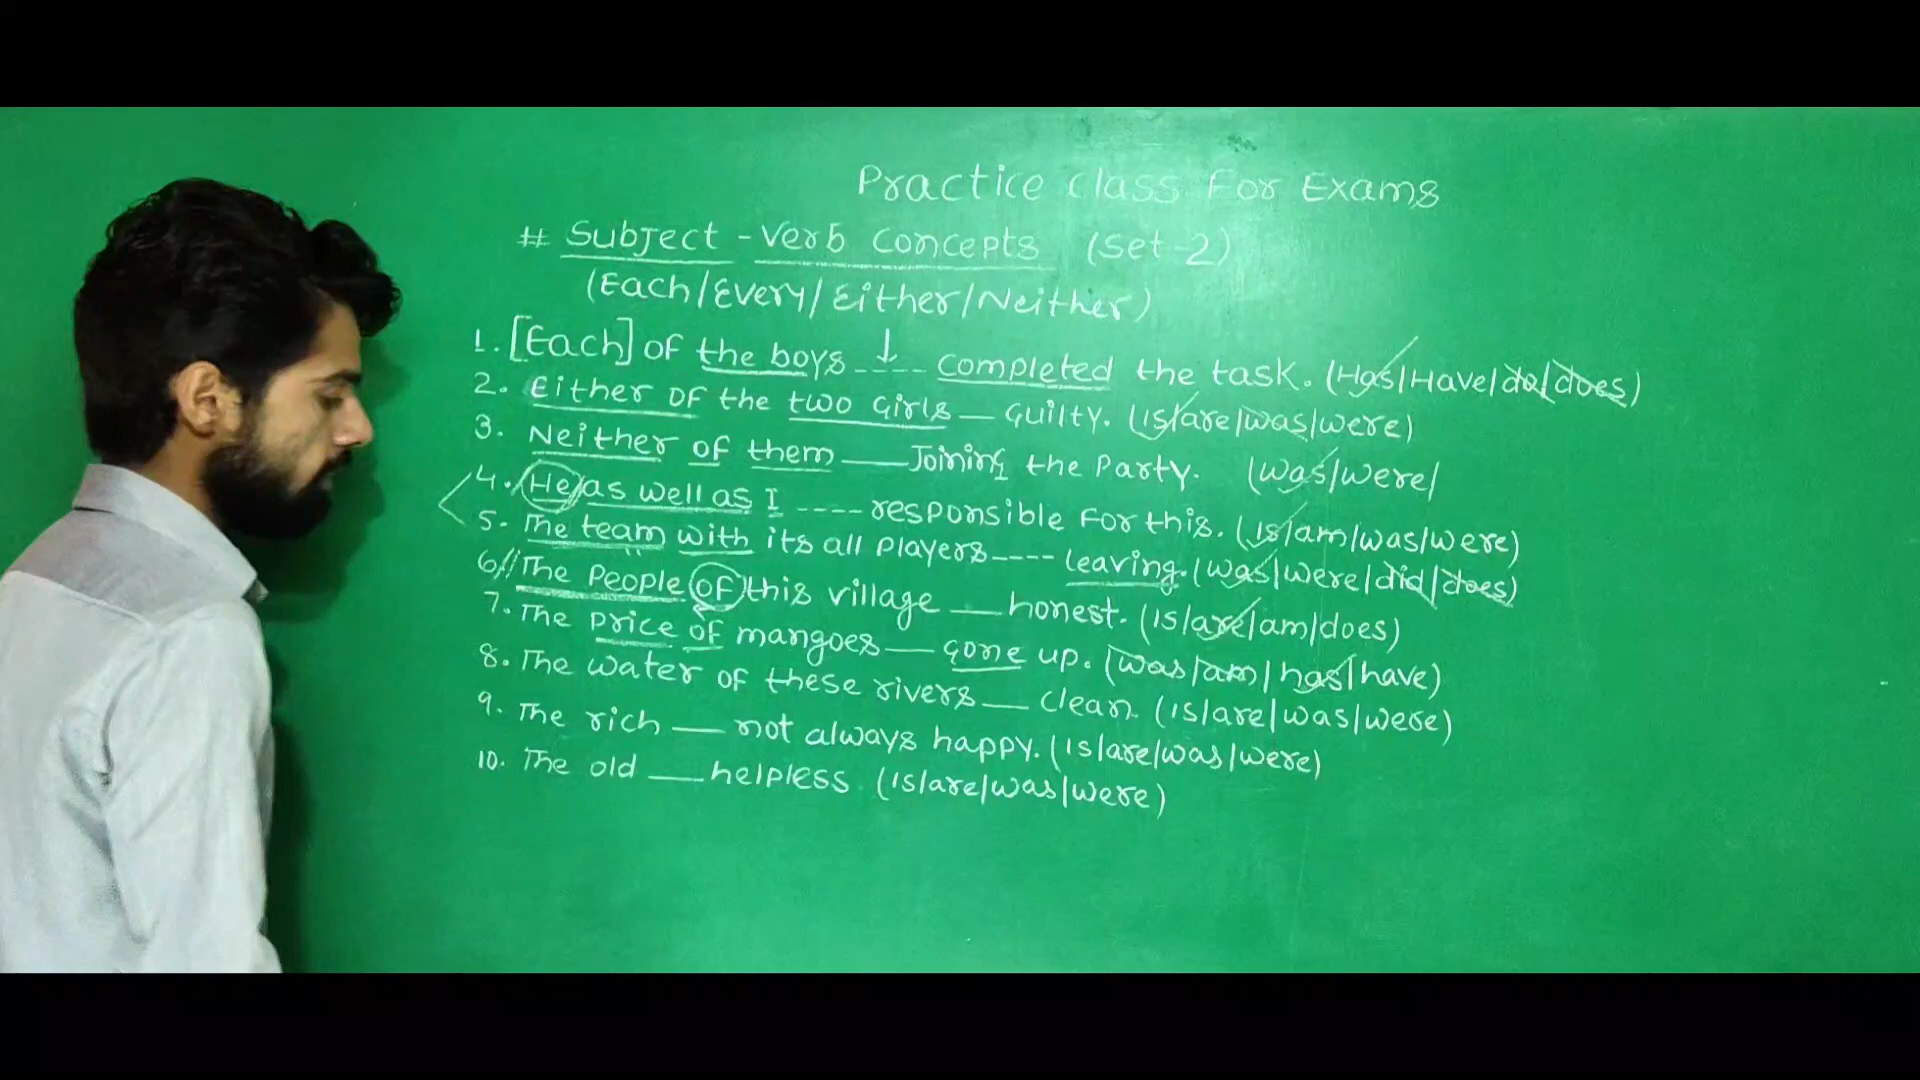 Practice Class For Exams
# Subject - Verb Concepts (Set-2)
(Each/Every/Either/Neither)
1. [Each] of the boys ---- completed the task. (Has/Have/do/does)
2. Either of the two Girls — Guilty. (Is/are/was/were)
3. Neither of them — Joining the Party. (was/were/
4. (He) as well as I ---- responsible for this. (Is/am/was/were)
5. The team with its all players ---- leaving. (was/were/did/does)
6. The People of this village — honest. (Is/are/am/does)
7. The price of mangoes — gone up. (was/am/has/have)
8. The water of these rivers — clean. (Is/are/was/were)
9. The rich — not always happy. (Is/are/was/were)
10. The old — helpless. (Is/are/was/were)